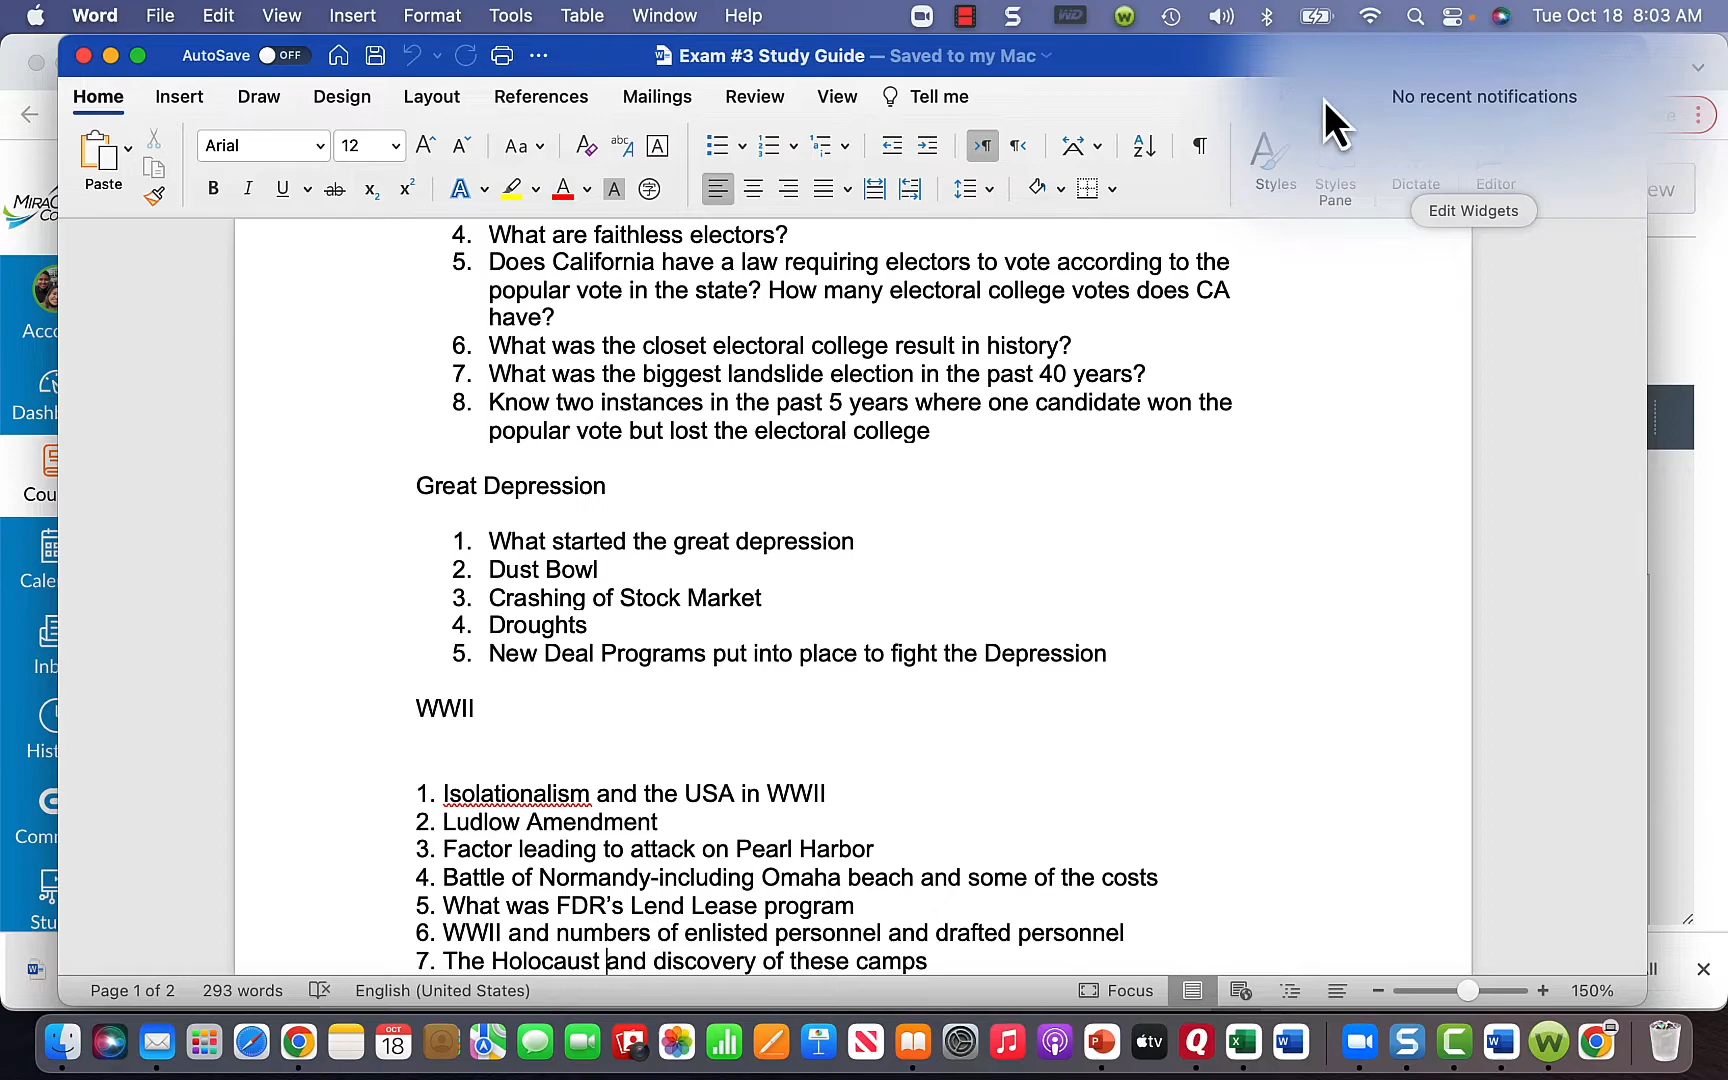 Word File Edit View Insert Format Tools Table Window Help Tue Oct 18 8:03 AM
AutoSave OFF Exam #3 Study Guide — Saved to my Mac
Home Insert Draw Design Layout References Mailings Review View Tell me
No recent notifications
Paste Arial 12 Styles Styles Pane Dictate Editor
Edit Widgets
4. What are faithless electors?
5. Does California have a law requiring electors to vote according to the
popular vote in the state? How many electoral college votes does CA
have?
6. What was the closet electoral college result in history?
7. What was the biggest landslide election in the past 40 years?
8. Know two instances in the past 5 years where one candidate won the
popular vote but lost the electoral college
Great Depression
1. What started the great depression
2. Dust Bowl
3. Crashing of Stock Market
4. Droughts
5. New Deal Programs put into place to fight the Depression
WWII
1. Isolationalism and the USA in WWII
2. Ludlow Amendment
3. Factor leading to attack on Pearl Harbor
4. Battle of Normandy-including Omaha beach and some of the costs
5. What was FDR’s Lend Lease program
6. WWII and numbers of enlisted personnel and drafted personnel
7. The Holocaust and discovery of these camps
Page 1 of 2 293 words English (United States) Focus 150%
OCT
18
tv